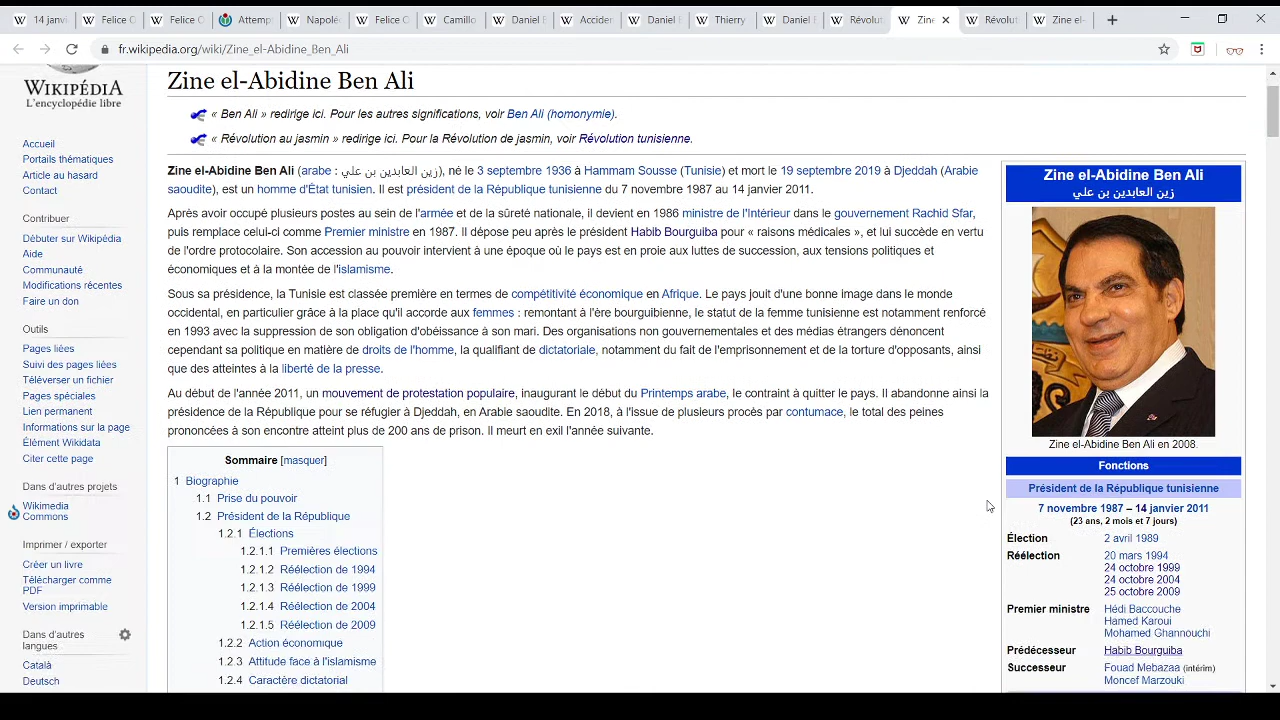 14 janvi
Felice O
Felice O
Attemp
Napolé
Felice O
Camillo
Daniel B
Accider
Daniel B
Thierry
Daniel B
Révolut
Zine
Révolut
Zine el-
fr.wikipedia.org/wiki/Zine_el-Abidine_Ben_Ali
WIKIPÉDIA
L'encyclopédie libre
Accueil
Portails thématiques
Article au hasard
Contact
Contribuer
Débuter sur Wikipédia
Aide
Communauté
Modifications récentes
Faire un don
Outils
Pages liées
Suivi des pages liées
Téléverser un fichier
Pages spéciales
Lien permanent
Informations sur la page
Élément Wikidata
Citer cette page
Dans d'autres projets
Wikimedia
Commons
Imprimer / exporter
Créer un livre
Télécharger comme
PDF
Version imprimable
Dans d'autres
langues
Català
Deutsch
Zine el-Abidine Ben Ali
« Ben Ali » redirige ici. Pour les autres significations, voir Ben Ali (homonymie).
« Révolution au jasmin » redirige ici. Pour la Révolution de jasmin, voir Révolution tunisienne.
Zine el-Abidine Ben Ali (arabe : زين العابدين بن علي), né le 3 septembre 1936 à Hammam Sousse (Tunisie) et mort le 19 septembre 2019 à Djeddah (Arabie
saoudite), est un homme d'État tunisien. Il est président de la République tunisienne du 7 novembre 1987 au 14 janvier 2011.
Après avoir occupé plusieurs postes au sein de l'armée et de la sûreté nationale, il devient en 1986 ministre de l'Intérieur dans le gouvernement Rachid Sfar,
puis remplace celui-ci comme Premier ministre en 1987. Il dépose peu après le président Habib Bourguiba pour « raisons médicales », et lui succède en vertu
de l'ordre protocolaire. Son accession au pouvoir intervient à une époque où le pays est en proie aux luttes de succession, aux tensions politiques et
économiques et à la montée de l'islamisme.
Sous sa présidence, la Tunisie est classée première en termes de compétitivité économique en Afrique. Le pays jouit d'une bonne image dans le monde
occidental, en particulier grâce à la place qu'il accorde aux femmes : remontant à l'ère bourguibienne, le statut de la femme tunisienne est notamment renforcé
en 1993 avec la suppression de son obligation d'obéissance à son mari. Des organisations non gouvernementales et des médias étrangers dénoncent
cependant sa politique en matière de droits de l'homme, la qualifiant de dictatoriale, notamment du fait de l'emprisonnement et de la torture d'opposants, ainsi
que des atteintes à la liberté de la presse.
Au début de l'année 2011, un mouvement de protestation populaire, inaugurant le début du Printemps arabe, le contraint à quitter le pays. Il abandonne ainsi la
présidence de la République pour se réfugier à Djeddah, en Arabie saoudite. En 2018, à l'issue de plusieurs procès par contumace, le total des peines
prononcées à son encontre atteint plus de 200 ans de prison. Il meurt en exil l'année suivante.
Sommaire [masquer]
1 Biographie
1.1 Prise du pouvoir
1.2 Président de la République
1.2.1 Élections
1.2.1.1 Premières élections
1.2.1.2 Réélection de 1994
1.2.1.3 Réélection de 1999
1.2.1.4 Réélection de 2004
1.2.1.5 Réélection de 2009
1.2.2 Action économique
1.2.3 Attitude face à l'islamisme
1.2.4 Caractère dictatorial
Zine el-Abidine Ben Ali
زين العابدين بن علي
Zine el-Abidine Ben Ali en 2008.
Fonctions
Président de la République tunisienne
7 novembre 1987 – 14 janvier 2011
(23 ans, 2 mois et 7 jours)
Élection 2 avril 1989
Réélection 20 mars 1994
24 octobre 1999
24 octobre 2004
25 octobre 2009
Premier ministre Hédi Baccouche
Hamed Karoui
Mohamed Ghannouchi
Prédécesseur Habib Bourguiba
Successeur Fouad Mebazaa (intérim)
Moncef Marzouki